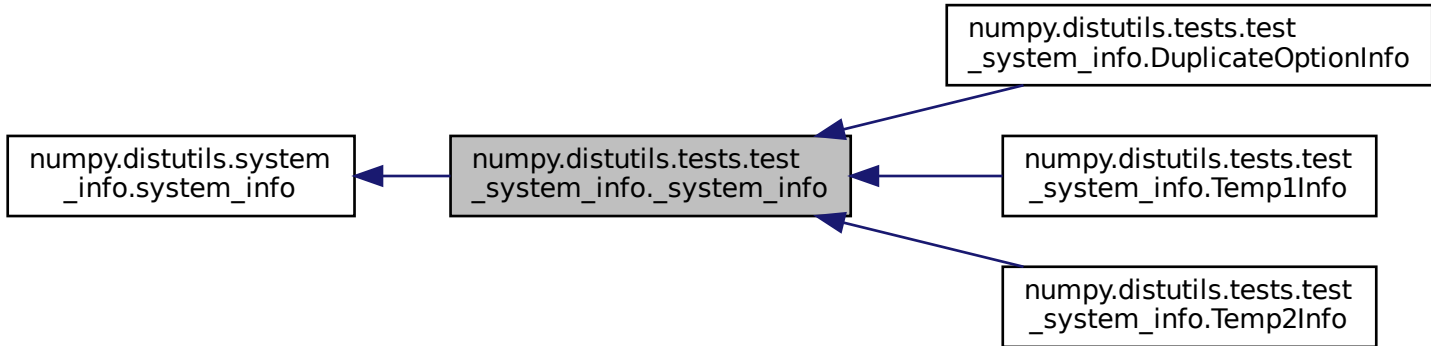 numpy.distutils.tests.test
_system_info.DuplicateOptionInfo
numpy.distutils.system
_info.system_info
numpy.distutils.tests.test
_system_info._system_info
numpy.distutils.tests.test
_system_info.Temp1Info
numpy.distutils.tests.test
_system_info.Temp2Info